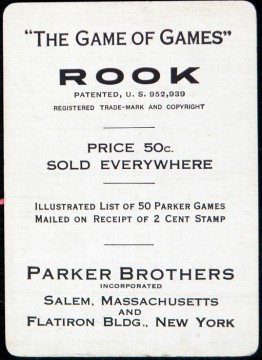 "The Game of Games"
ROOK
PATENTED, U. S. 952,939
REGISTERED TRADE-MARK AND COPYRIGHT
PRICE 50c.
SOLD EVERYWHERE
Illustrated List of 50 Parker Games
Mailed on Receipt of 2 Cent Stamp
Parker Brothers
INCORPORATED
Salem, Massachusetts
and
Flatiron Bldg., New York